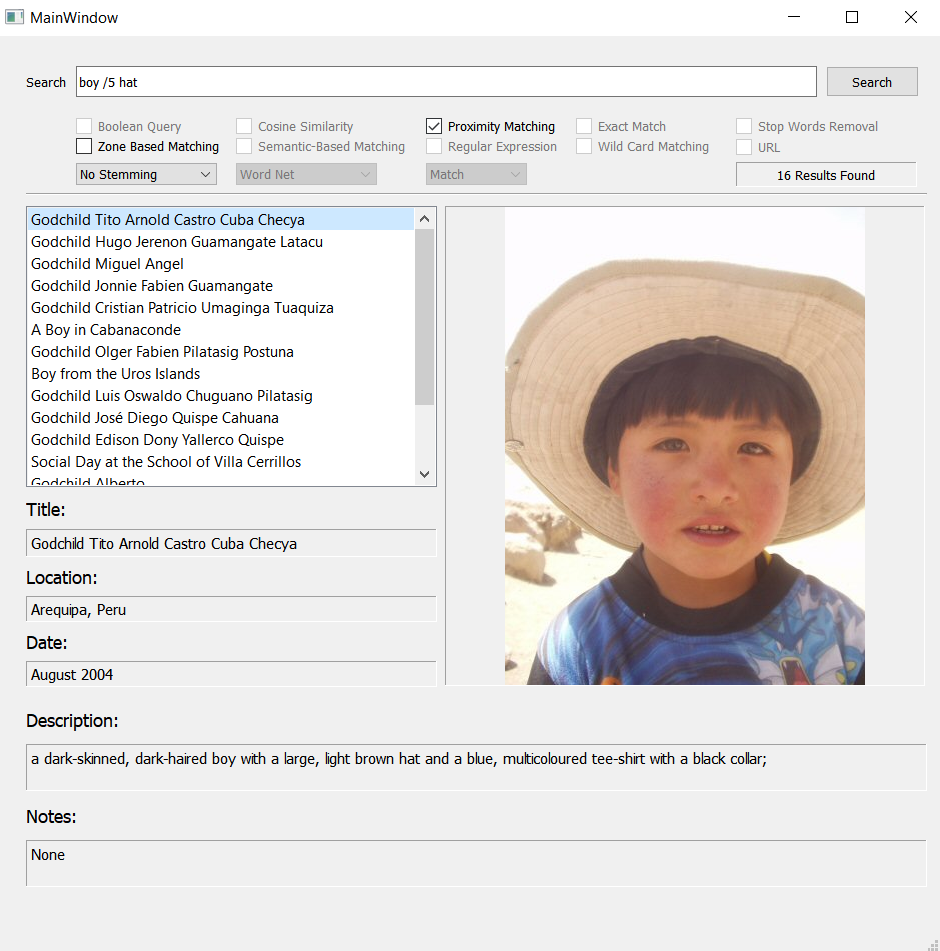 MainWindow
Search boy /5 hat Search
Boolean Query Cosine Similarity Proximity Matching Exact Match Stop Words Removal
Zone Based Matching Semantic-Based Matching Regular Expression Wild Card Matching URL
No Stemming Word Net Match 16 Results Found
Godchild Tito Arnold Castro Cuba Checya
Godchild Hugo Jerenon Guamangate Latacu
Godchild Miguel Angel
Godchild Jonnie Fabien Guamangate
Godchild Cristian Patricio Umaginga Tuaquiza
A Boy in Cabanaconde
Godchild Olger Fabien Pilatasig Postuna
Boy from the Uros Islands
Godchild Luis Oswaldo Chuguano Pilatasig
Godchild José Diego Quispe Cahuana
Godchild Edison Dony Yallerco Quispe
Social Day at the School of Villa Cerrillos
Godchild Alberto
Title:
Godchild Tito Arnold Castro Cuba Checya
Location:
Arequipa, Peru
Date:
August 2004
Description:
a dark-skinned, dark-haired boy with a large, light brown hat and a blue, multicoloured tee-shirt with a black collar;
Notes:
None